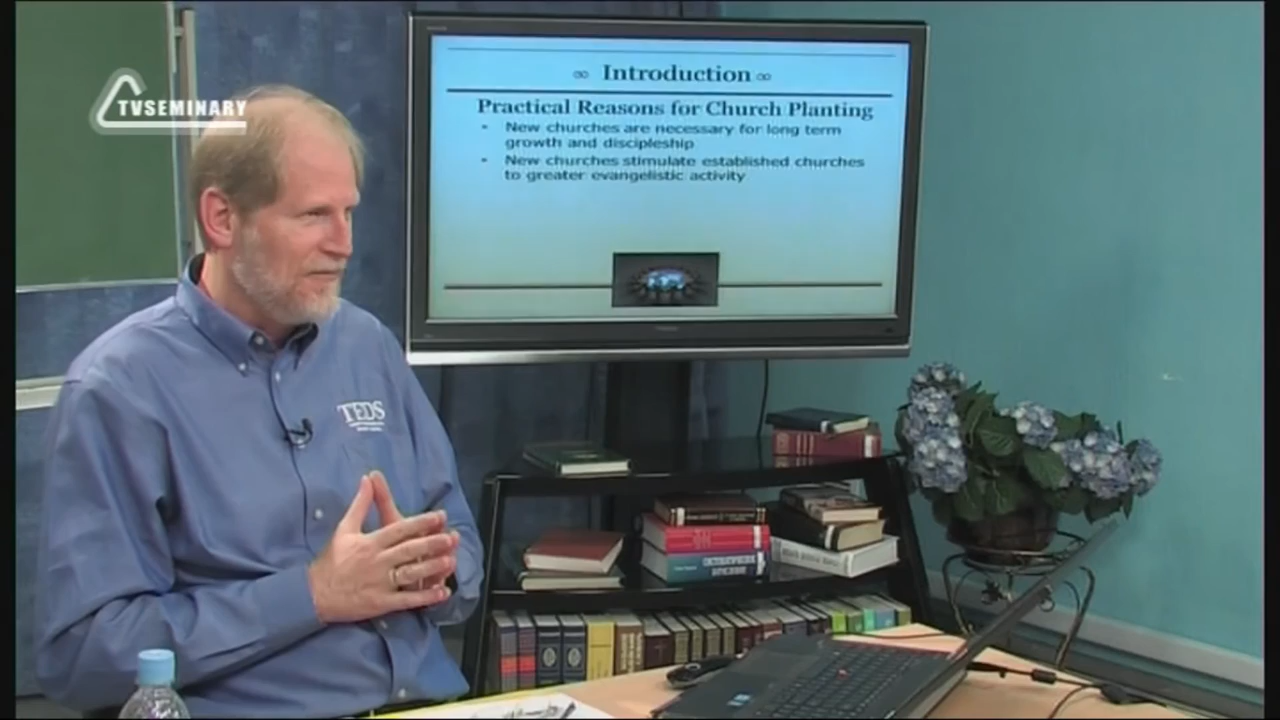 TVSEMINARY
∞ Introduction ∞
Practical Reasons for Church Planting
• New churches are necessary for long term
growth and discipleship
• New churches stimulate established churches
to greater evangelistic activity
TEDS